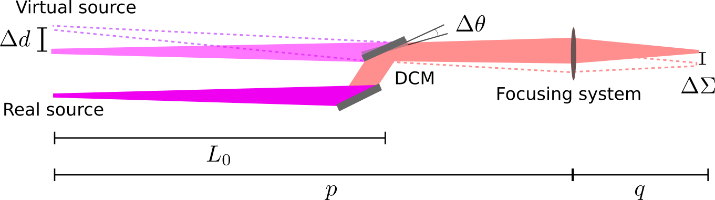 Virtual source
Δd
Δθ
DCM
Real source
Focusing system
ΔΣ
L₀
p
q